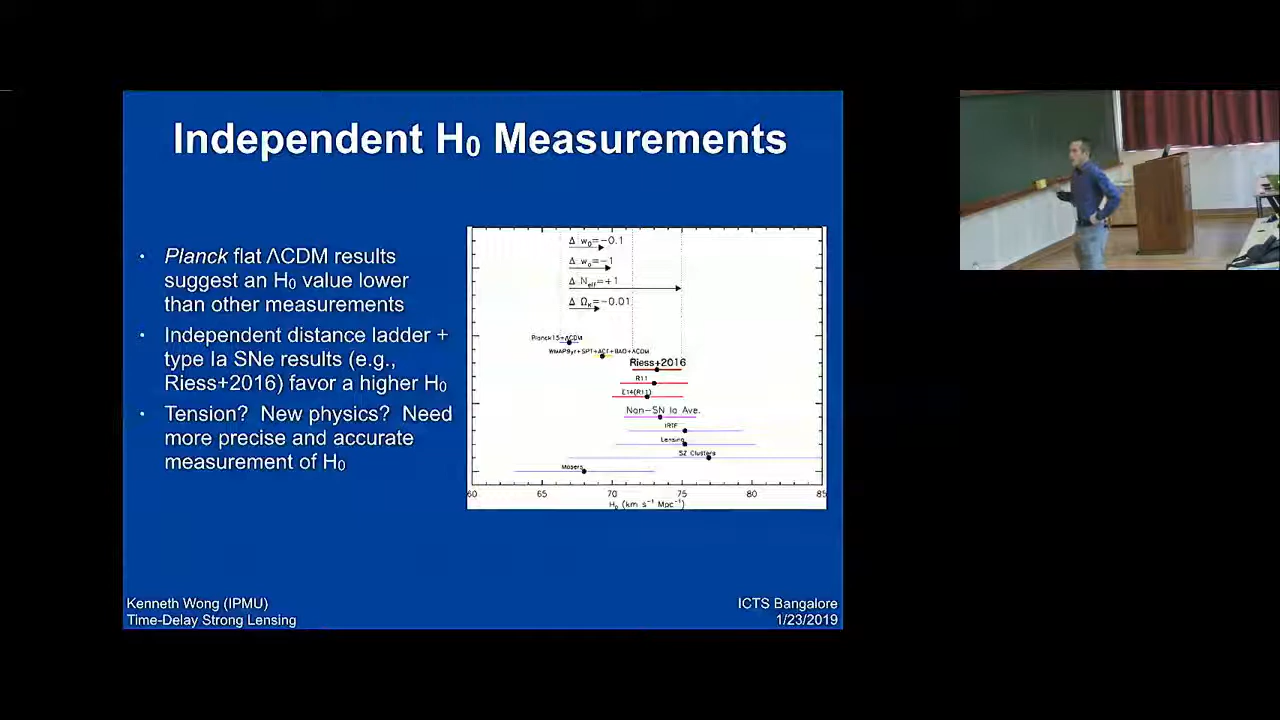 Independent H₀ Measurements
• Planck flat ΛCDM results
suggest an H₀ value lower
than other measurements
• Independent distance ladder +
type Ia SNe results (e.g.,
Riess+2016) favor a higher H₀
• Tension? New physics? Need
more precise and accurate
measurement of H₀
Δ w₀=−0.1
Δ wₐ=−1
Δ Neff=+1
Δ Ωₖ=−0.01
Planck15+ΛCDM
WMAP9yr+SPT+ACT+BAO+ΛCDM
Riess+2016
R11
E14(R11)
Non-SN Ia Ave.
IRTF
Lensing
SZ Clusters
Masers
60 65 70 75 80 85
H₀ (km s⁻¹ Mpc⁻¹)
Kenneth Wong (IPMU)
Time-Delay Strong Lensing
ICTS Bangalore
1/23/2019